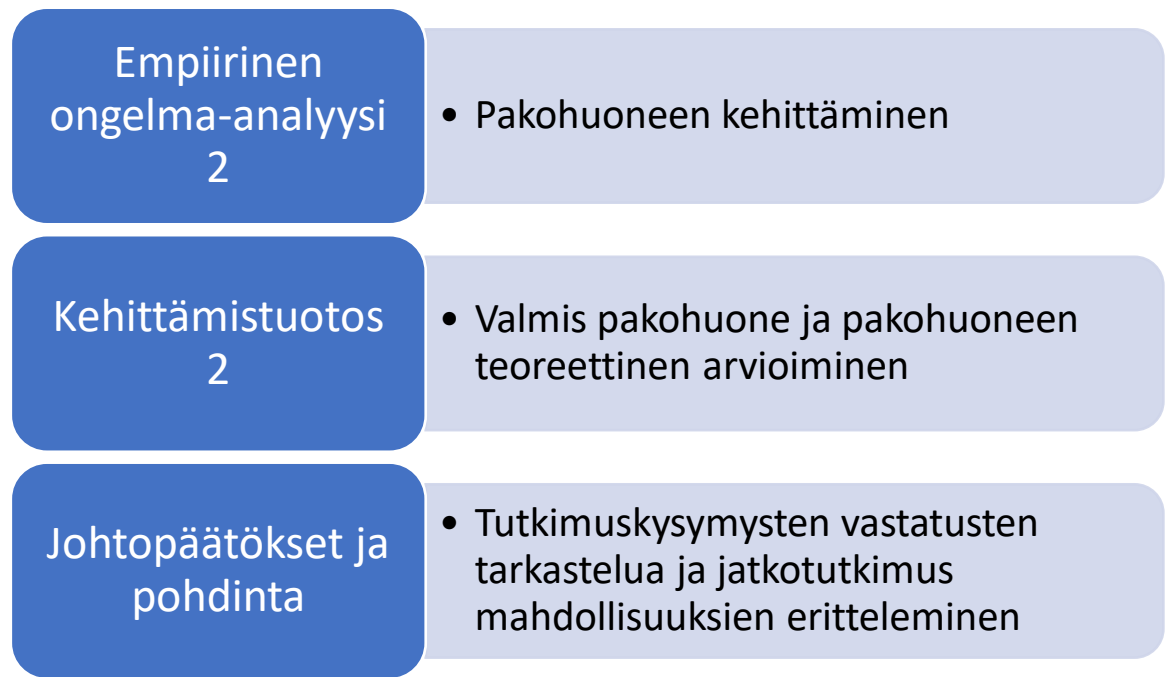 Empiirinen
ongelma-analyysi
2
• Pakohuoneen kehittäminen
Kehittämistuotos
2
• Valmis pakohuone ja pakohuoneen
teoreettinen arvioiminen
Johtopäätökset ja
pohdinta
• Tutkimuskysymysten vastatusten
tarkastelua ja jatkotutkimus
mahdollisuuksien eritteleminen